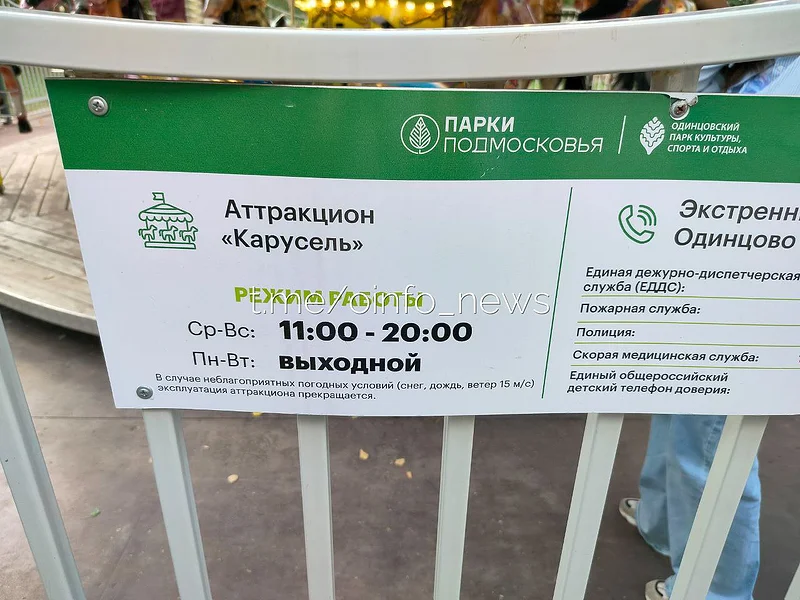 ПАРКИ
ПОДМОСКОВЬЯ
ОДИНЦОВСКИЙ
ПАРК КУЛЬТУРЫ,
СПОРТА И ОТДЫХА
Аттракцион
«Карусель»
РЕЖИМ РАБОТЫ
t.me/oinfo_news
Ср-Вс: 11:00 - 20:00
Пн-Вт: выходной
В случае неблагоприятных погодных условий (снег, дождь, ветер 15 м/с)
эксплуатация аттракциона прекращается.
Экстренн
Одинцово
Единая дежурно-диспетчерская
служба (ЕДДС):
Пожарная служба:
Полиция:
Скорая медицинская служба:
Единый общероссийский
детский телефон доверия: